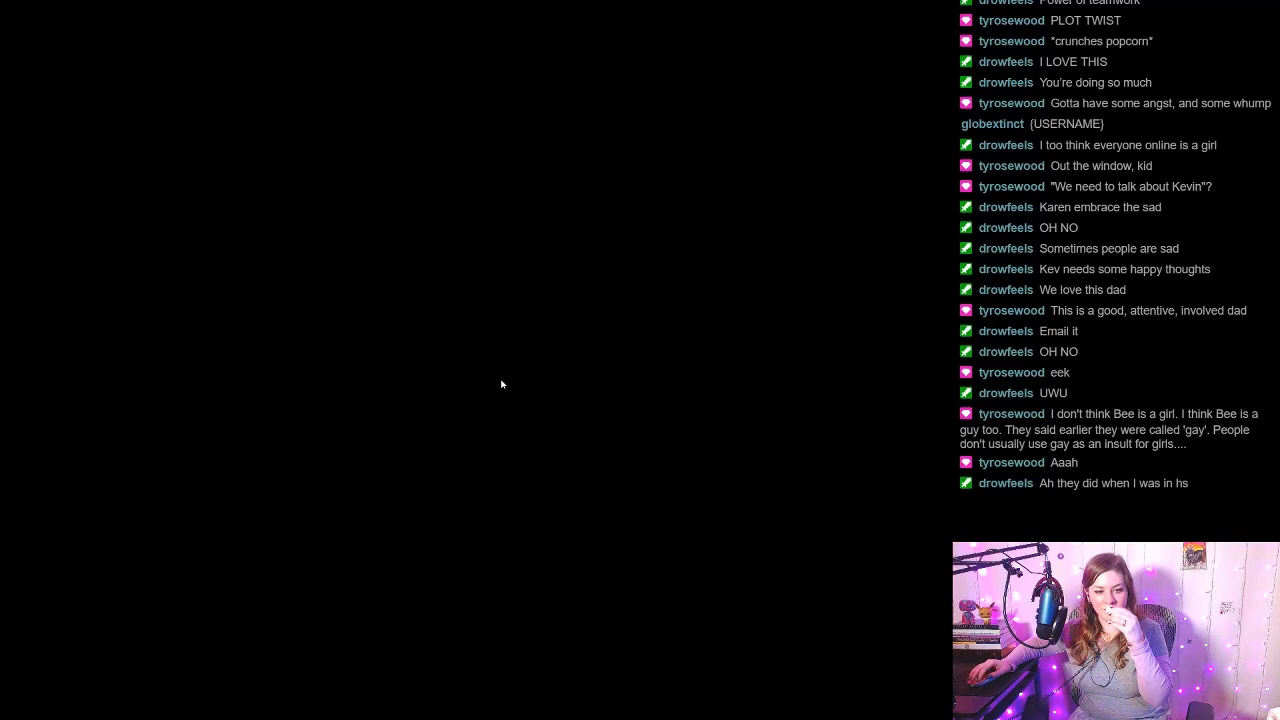 drowfeels Power of teamwork
tyrosewood PLOT TWIST
tyrosewood *crunches popcorn*
drowfeels I LOVE THIS
drowfeels You're doing so much
tyrosewood Gotta have some angst, and some whump
globextinct {USERNAME}
drowfeels I too think everyone online is a girl
tyrosewood Out the window, kid
tyrosewood "We need to talk about Kevin"?
drowfeels Karen embrace the sad
drowfeels OH NO
drowfeels Sometimes people are sad
drowfeels Kev needs some happy thoughts
drowfeels We love this dad
tyrosewood This is a good, attentive, involved dad
drowfeels Email it
drowfeels OH NO
tyrosewood eek
drowfeels UWU
tyrosewood I don't think Bee is a girl. I think Bee is a
guy too. They said earlier they were called 'gay'. People
don't usually use gay as an insult for girls....
tyrosewood Aaah
drowfeels Ah they did when I was in hs